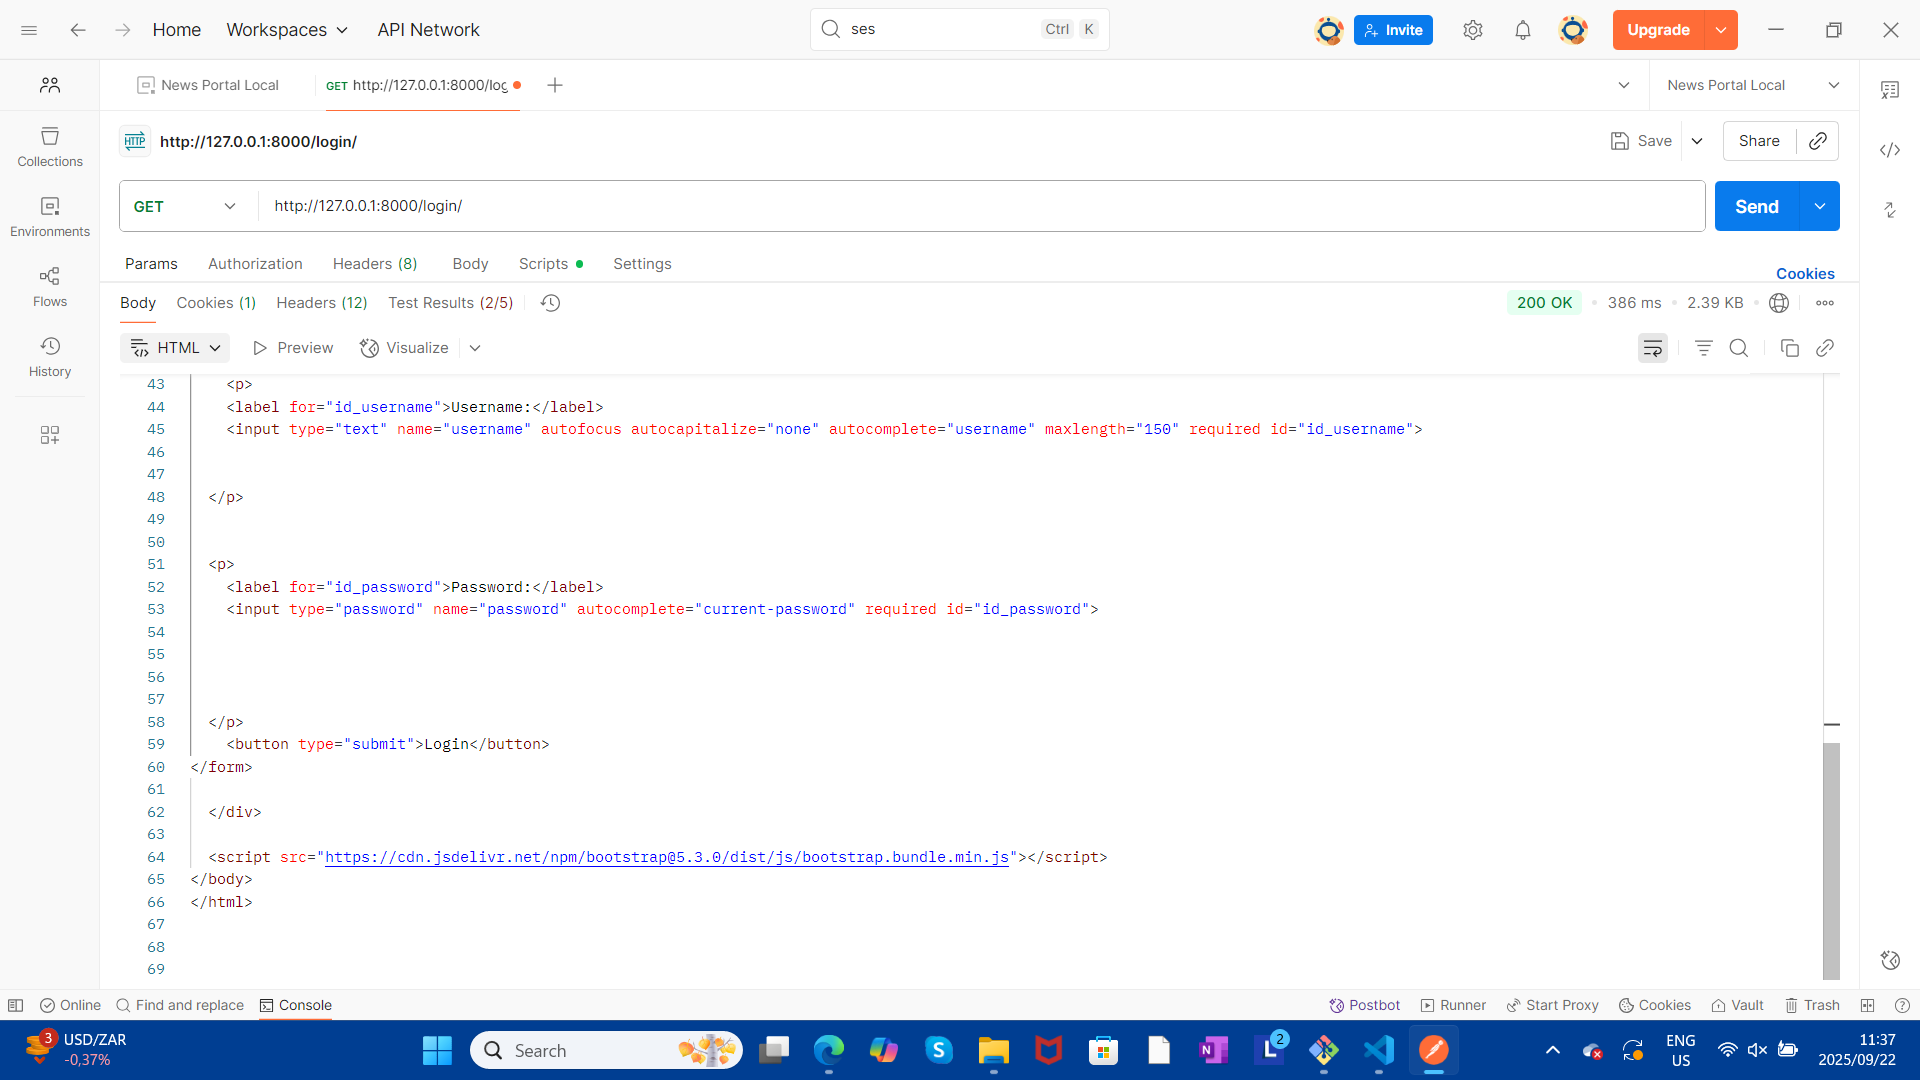 Home
Workspaces
API Network
ses
Ctrl K
Invite
Upgrade
News Portal Local
GET http://127.0.0.1:8000/log
News Portal Local
Collections
Environments
Flows
History
HTTP
http://127.0.0.1:8000/login/
Save
Share
GET
http://127.0.0.1:8000/login/
Send
Params
Authorization
Headers (8)
Body
Scripts
Settings
Cookies
Body
Cookies (1)
Headers (12)
Test Results (2/5)
200 OK
386 ms
2.39 KB
HTML
Preview
Visualize
43 <p>
44 <label for="id_username">Username:</label>
45 <input type="text" name="username" autofocus autocapitalize="none" autocomplete="username" maxlength="150" required id="id_username">
46
47
48 </p>
49
50
51 <p>
52 <label for="id_password">Password:</label>
53 <input type="password" name="password" autocomplete="current-password" required id="id_password">
54
55
56
57
58 </p>
59 <button type="submit">Login</button>
60 </form>
61
62 </div>
63
64 <script src="https://cdn.jsdelivr.net/npm/bootstrap@5.3.0/dist/js/bootstrap.bundle.min.js"></script>
65 </body>
66 </html>
67
68
69
Online
Find and replace
Console
Postbot
Runner
Start Proxy
Cookies
Vault
Trash
3
USD/ZAR
-0,37%
Search
S
N
L
2
ENG
US
11:37
2025/09/22